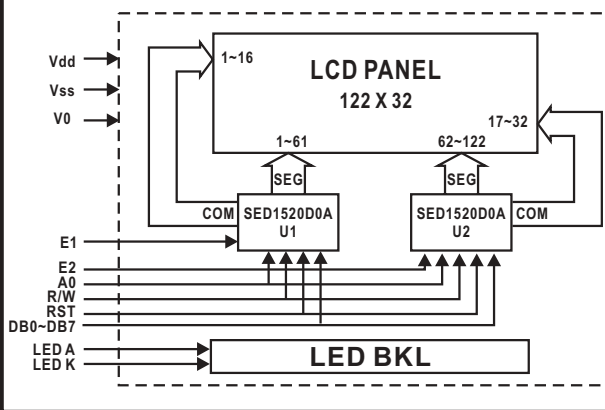 Vdd
Vss
V0
1~16
LCD PANEL
122 X 32
17~32
1~61
62~122
SEG
SEG
COM
SED1520D0A
U1
SED1520D0A
U2
COM
E1
E2
A0
R/W
RST
DB0~DB7
LED A
LED K
LED BKL